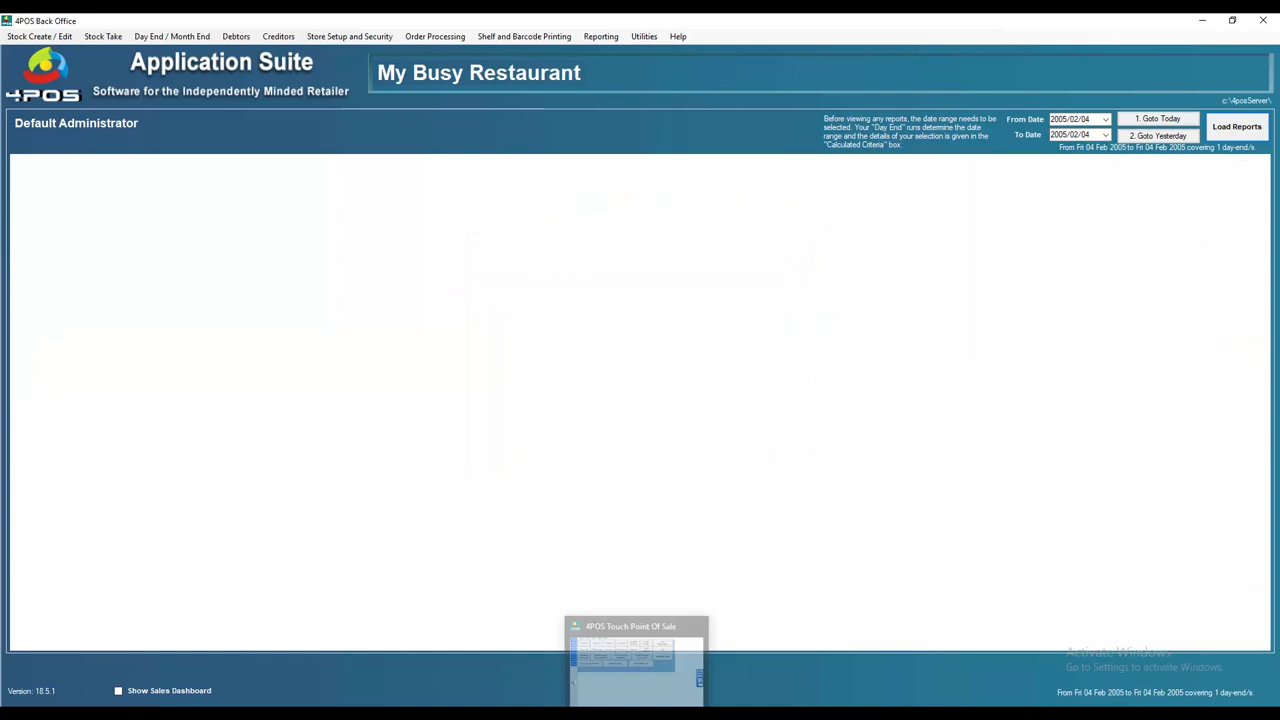 4POS Back Office
Stock Create / Edit Stock Take Day End / Month End Debtors Creditors Store Setup and Security Order Processing Shelf and Barcode Printing Reporting Utilities Help
4POS
Application Suite
Software for the Independently Minded Retailer
My Busy Restaurant
c:\4posServer\
Default Administrator
Before viewing any reports, the date range needs to be
selected. Your "Day End" runs determine the date
range and the details of your selection is given in the
"Calculated Criteria" box.
From Date 2005/02/04 1. Goto Today
To Date 2005/02/04 2. Goto Yesterday
Load Reports
From Fri 04 Feb 2005 to Fri 04 Feb 2005 covering 1 day-end/s.
4POS Touch Point Of Sale
Activate Windows
Go to Settings to activate Windows.
Version: 18.5.1
Show Sales Dashboard
From Fri 04 Feb 2005 to Fri 04 Feb 2005 covering 1 day-end/s.